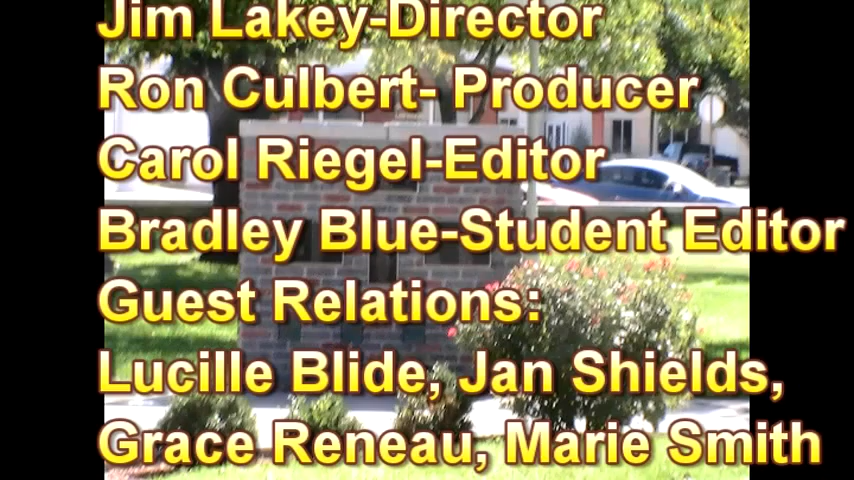 Jim Lakey-Director
Ron Culbert- Producer
Carol Riegel-Editor
Bradley Blue-Student Editor
Guest Relations:
Lucille Blide, Jan Shields,
Grace Reneau, Marie Smith